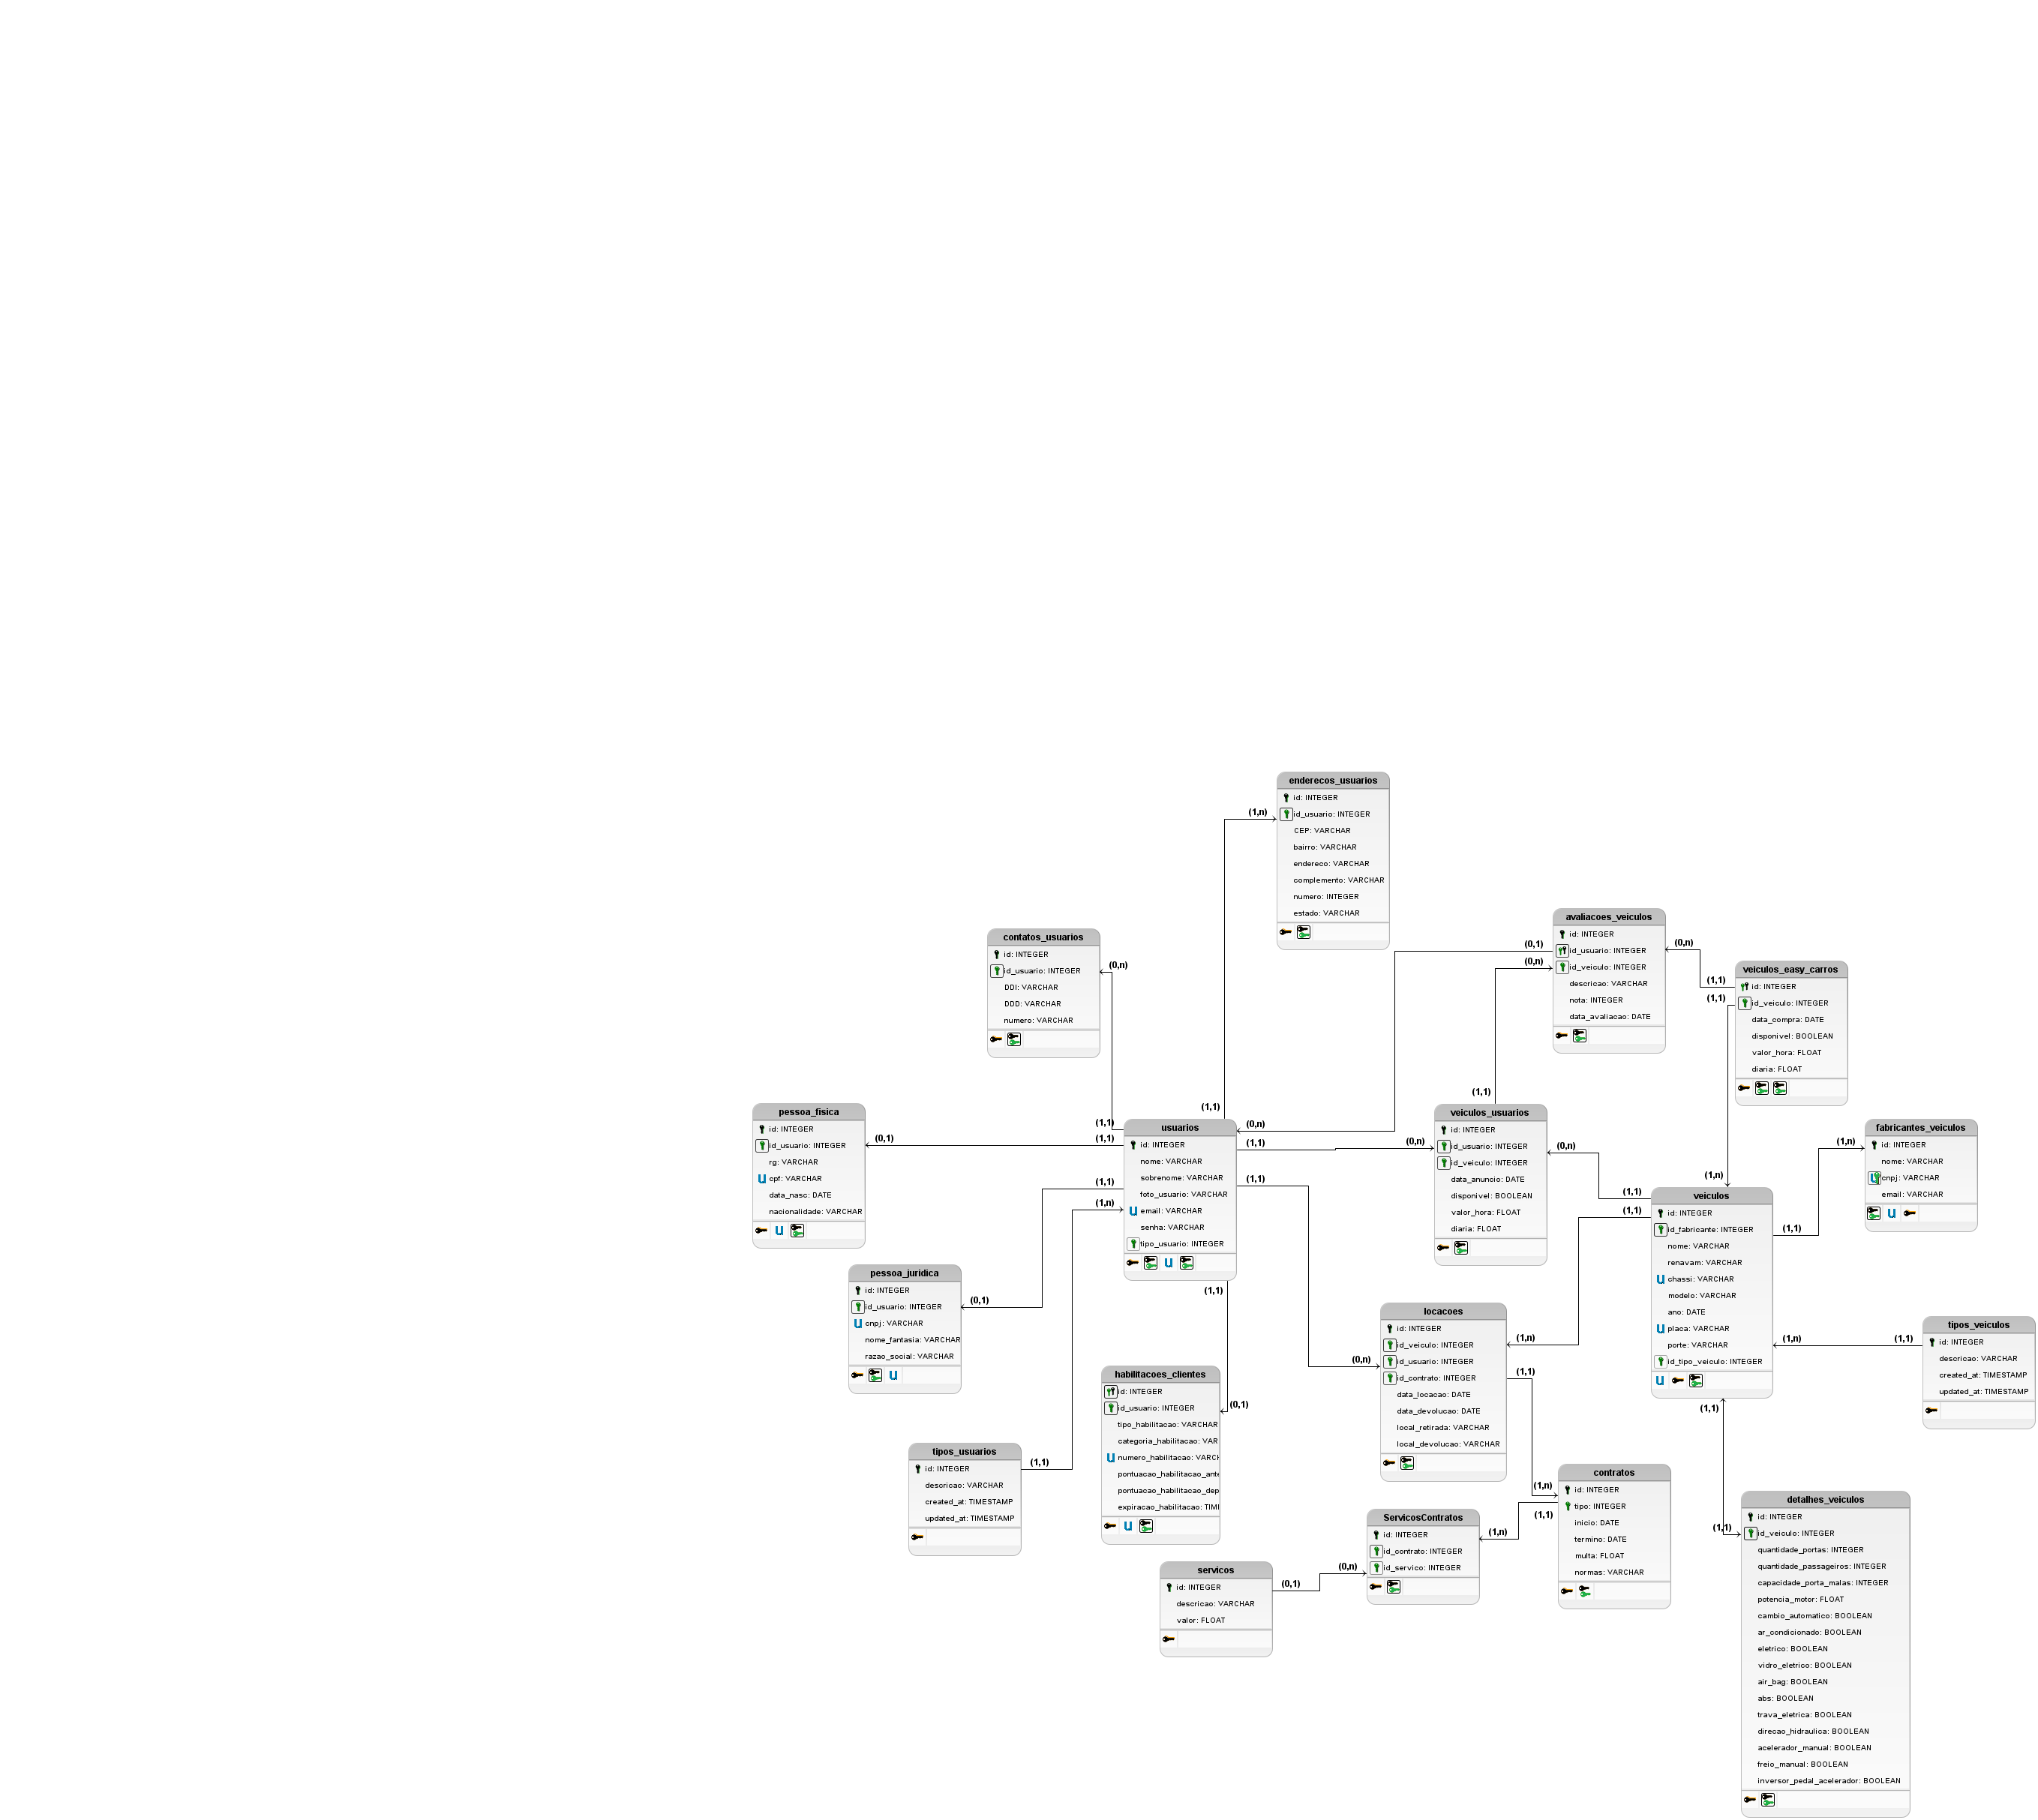 enderecos_usuarios
id: INTEGER
id_usuario: INTEGER
CEP: VARCHAR
bairro: VARCHAR
endereco: VARCHAR
complemento: VARCHAR
numero: INTEGER
estado: VARCHAR
(1,n)
(1,1)
contatos_usuarios
id: INTEGER
id_usuario: INTEGER
DDI: VARCHAR
DDD: VARCHAR
numero: VARCHAR
(0,n)
(1,1)
avaliacoes_veiculos
id: INTEGER
id_usuario: INTEGER
id_veiculo: INTEGER
descricao: VARCHAR
nota: INTEGER
data_avaliacao: DATE
(0,1)
(0,n)
(0,n)
veiculos_easy_carros
id: INTEGER
id_veiculo: INTEGER
data_compra: DATE
disponivel: BOOLEAN
valor_hora: FLOAT
diaria: FLOAT
(1,1)
(1,1)
pessoa_fisica
id: INTEGER
id_usuario: INTEGER
rg: VARCHAR
cpf: VARCHAR
data_nasc: DATE
nacionalidade: VARCHAR
(0,1)
(1,1)
usuarios
id: INTEGER
nome: VARCHAR
sobrenome: VARCHAR
foto_usuario: VARCHAR
email: VARCHAR
senha: VARCHAR
tipo_usuario: INTEGER
(0,n)
(1,1)
(1,1)
(1,1)
(1,n)
(1,1)
veiculos_usuarios
id: INTEGER
id_usuario: INTEGER
id_veiculo: INTEGER
data_anuncio: DATE
disponivel: BOOLEAN
valor_hora: FLOAT
diaria: FLOAT
(1,1)
(0,n)
(0,n)
fabricantes_veiculos
id: INTEGER
nome: VARCHAR
cnpj: VARCHAR
email: VARCHAR
(1,n)
veiculos
id: INTEGER
id_fabricante: INTEGER
nome: VARCHAR
renavam: VARCHAR
chassi: VARCHAR
modelo: VARCHAR
ano: DATE
placa: VARCHAR
porte: VARCHAR
id_tipo_veiculo: INTEGER
(1,n)
(1,1)
(1,1)
(1,1)
(1,n)
(1,1)
pessoa_juridica
id: INTEGER
id_usuario: INTEGER
cnpj: VARCHAR
nome_fantasia: VARCHAR
razao_social: VARCHAR
(0,1)
locacoes
id: INTEGER
id_veiculo: INTEGER
id_usuario: INTEGER
id_contrato: INTEGER
data_locacao: DATE
data_devolucao: DATE
local_retirada: VARCHAR
local_devolucao: VARCHAR
(0,n)
(1,n)
(1,1)
tipos_veiculos
id: INTEGER
descricao: VARCHAR
created_at: TIMESTAMP
updated_at: TIMESTAMP
(1,1)
habilitacoes_clientes
id: INTEGER
id_usuario: INTEGER
tipo_habilitacao: VARCHAR
categoria_habilitacao: VAR
numero_habilitacao: VARCH
pontuacao_habilitacao_ante
pontuacao_habilitacao_dep
expiracao_habilitacao: TIM
(0,1)
tipos_usuarios
id: INTEGER
descricao: VARCHAR
created_at: TIMESTAMP
updated_at: TIMESTAMP
(1,1)
contratos
id: INTEGER
tipo: INTEGER
inicio: DATE
termino: DATE
multa: FLOAT
normas: VARCHAR
(1,n)
(1,1)
ServicosContratos
id: INTEGER
id_contrato: INTEGER
id_servico: INTEGER
(1,n)
(0,n)
servicos
id: INTEGER
descricao: VARCHAR
valor: FLOAT
(0,1)
detalhes_veiculos
id: INTEGER
id_veiculo: INTEGER
quantidade_portas: INTEGER
quantidade_passageiros: INTEGER
capacidade_porta_malas: INTEGER
potencia_motor: FLOAT
cambio_automatico: BOOLEAN
ar_condicionado: BOOLEAN
eletrico: BOOLEAN
vidro_eletrico: BOOLEAN
air_bag: BOOLEAN
abs: BOOLEAN
trava_eletrica: BOOLEAN
direcao_hidraulica: BOOLEAN
acelerador_manual: BOOLEAN
freio_manual: BOOLEAN
inversor_pedal_acelerador: BOOLEAN
(1,1)